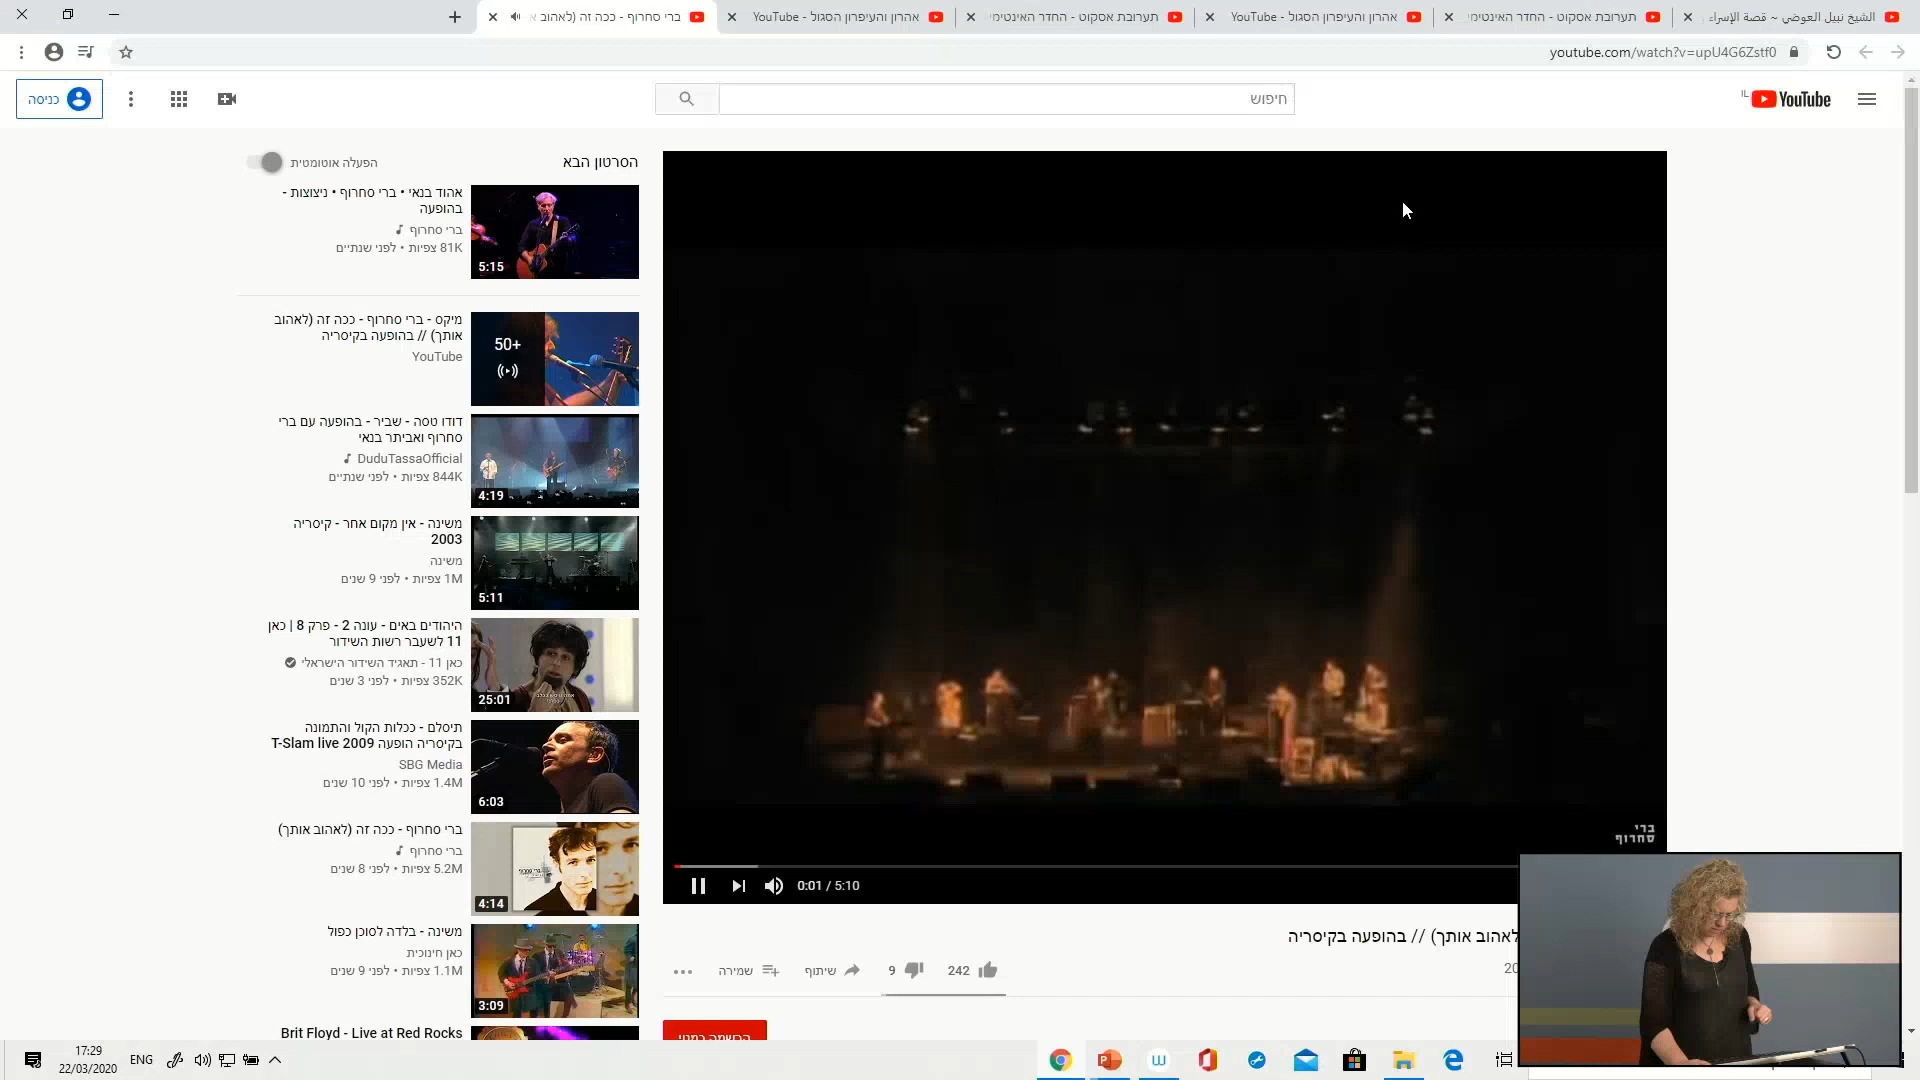 ברי סחרוף - ככה זה (לאהוב א
אהרון והעיפרון הסגול - YouTube
תערובת אסקוט - החדר האינטימי
אהרון והעיפרון הסגול - YouTube
תערובת אסקוט - החדר האינטימי
الشيخ نبيل العوضي ~ قصة الإسراء
youtube.com/watch?v=upU4G6Zstf0
כניסה
חיפוש
YouTube IL
הסרטון הבא
הפעלה אוטומטית
אהוד בנאי • ברי סחרוף • ניצוצות -
בהופעה
ברי סחרוף
81K צפיות • לפני שנתיים
5:15
מיקס - ברי סחרוף - ככה זה (לאהוב
אותך) // בהופעה בקיסריה
YouTube
50+
דודו טסה - שביר - בהופעה עם ברי
סחרוף ואביתר בנאי
DuduTassaOfficial
844K צפיות • לפני שנתיים
4:19
משינה - אין מקום אחר - קיסריה
2003
משינה
1M צפיות • לפני 9 שנים
5:11
היהודים באים - עונה 2 - פרק 8 | כאן
11 לשעבר רשות השידור
כאן 11 - תאגיד השידור הישראלי
352K צפיות • לפני 3 שנים
25:01
תיסלם - ככלות הקול והתמונה
בקיסריה הופעה T-Slam live 2009
SBG Media
1.4M צפיות • לפני 10 שנים
6:03
ברי סחרוף - ככה זה (לאהוב אותך)
ברי סחרוף
5.2M צפיות • לפני 8 שנים
4:14
משינה - בלדה לסוכן כפול
כאן חינוכית
1.1M צפיות • לפני 9 שנים
3:09
Brit Floyd - Live at Red Rocks
ברי
סחרוף
0:01 / 5:10
לאהוב אותך) // בהופעה בקיסריה
20
242
9
שיתוף
שמירה
17:29
22/03/2020
ENG